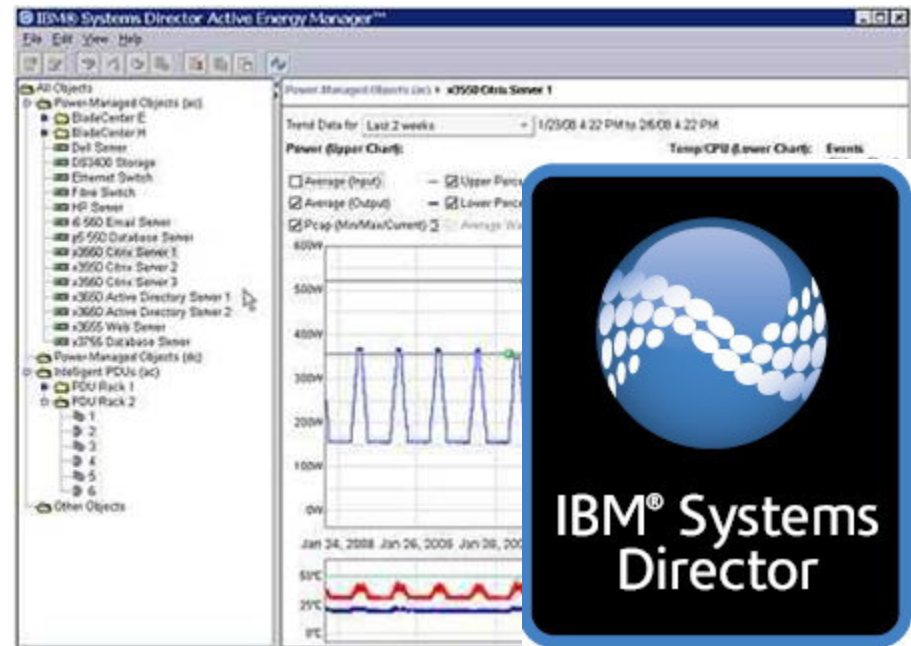 IBM® Systems Director Active Energy Manager™
File Edit View Help
All Objects
Power-Managed Objects (ac)
BladeCenter E
BladeCenter H
Dell Server
DS3400 Storage
Ethernet Switch
Fibre Switch
HP Server
i5 560 Email Server
p5 550 Database Server
x3550 Citrix Server 1
x3550 Citrix Server 2
x3550 Citrix Server 3
x3650 Active Directory Server 1
x3650 Active Directory Server 2
x3655 Web Server
x3755 Database Server
Power-Managed Objects (dc)
Intelligent PDUs (ac)
PDU Rack 1
PDU Rack 2
1
2
3
4
5
6
Other Objects
Power Managed Objects (ac) x3550 Citrix Server 1
Trend Data for Last 2 weeks 1/23/08 4:22 PM to 2/6/08 4:22 PM
Power (Upper Chart): Temp/CPU (Lower Chart): Events
Average (Input) Upper
Average (Output) Lower
Pcap (Min/Max/Current) Average
600W
500W
400W
300W
200W
100W
0W
Jan 24, 2008 Jan 26, 2008 Jan 28,
50°C
25°C
0°C
IBM® Systems
Director